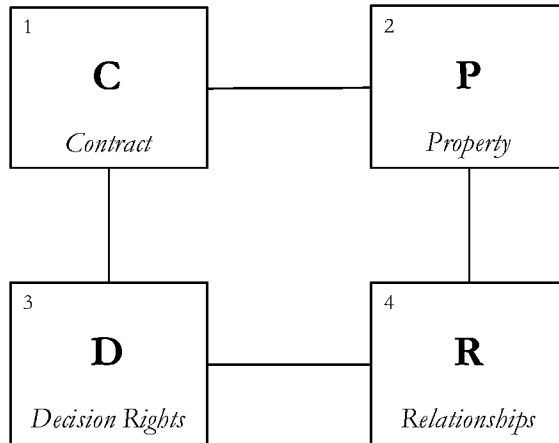 1
C
Contract
2
P
Property
3
D
Decision Rights
4
R
Relationships